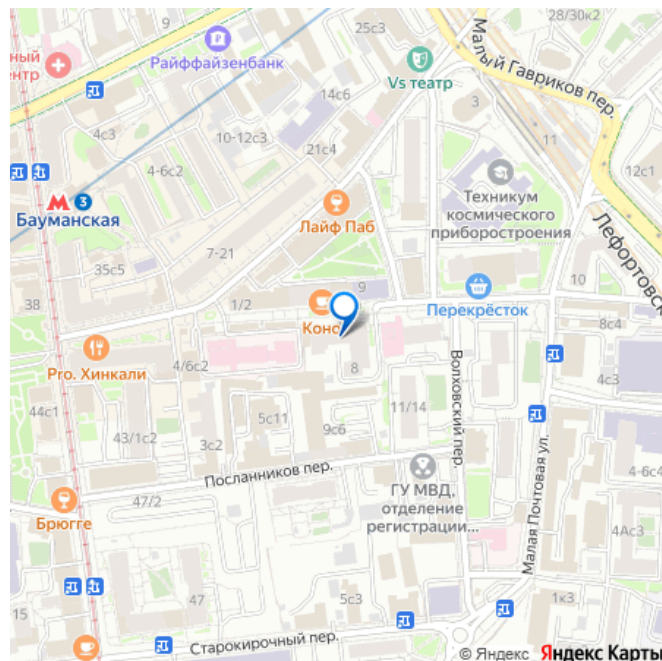 28/30к2
25с3
9
Малый Гавриков пер.
ный
ентр
Райффайзенбанк
Vs театр
14с6
3
4с3
10-12с3
11
21с4
4-6с2
12с1
М 3
Бауманская
Техникум
космического
приборостроения
Лайф Паб
7-21
Лефортовск
35с5
9
10
38
1/2
Перекрёсток
Коно
8с4
Pro. Хинкали
4/6с2
8
4с3
Волховский пер.
44с1
11/14
5с11
43/1с2
3с2
9с6
Малая Почтовая ул.
Посланников пер.
4-6с4
ГУ МВД,
отделение
регистрации...
47/2
Брюгге
4Ас3
47
5с3
1к3
Старокирочный пер.
© Яндекс Яндекс Карты